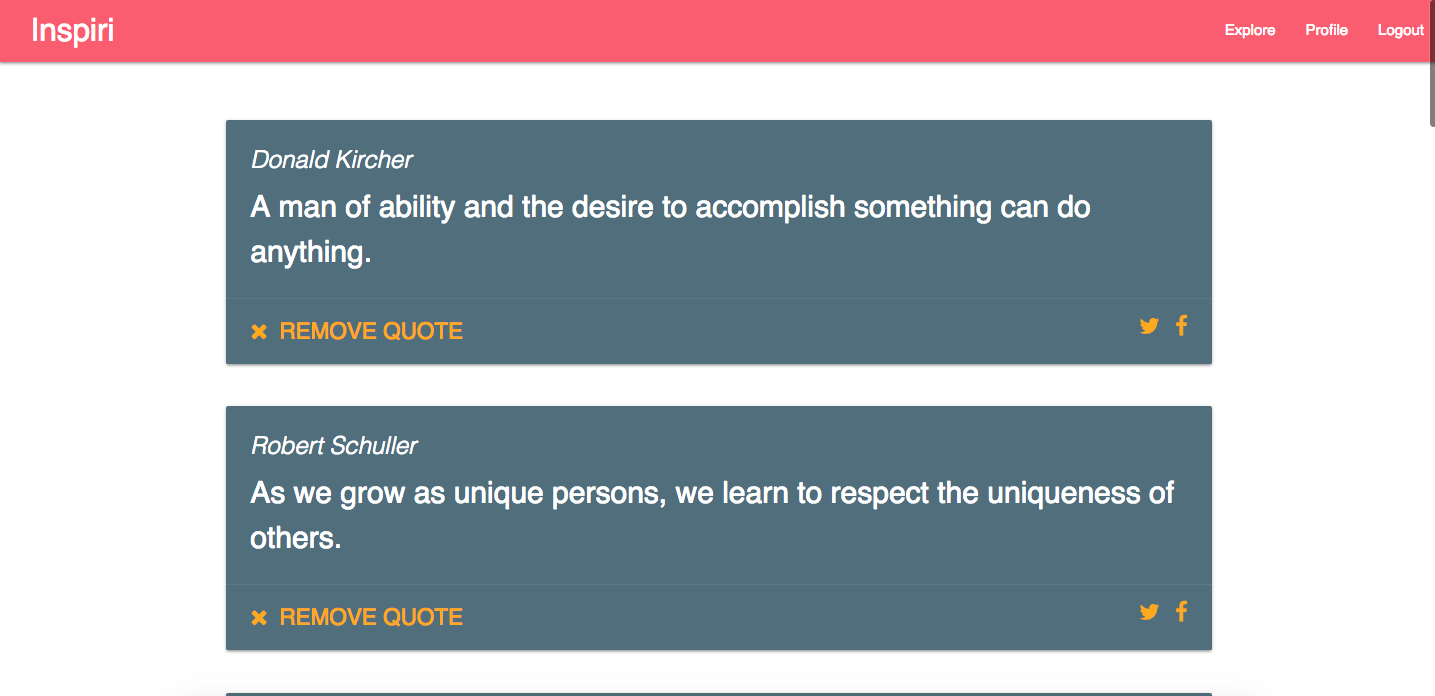 Inspiri
Explore Profile Logout
Donald Kircher
A man of ability and the desire to accomplish something can do
anything.
REMOVE QUOTE
Robert Schuller
As we grow as unique persons, we learn to respect the uniqueness of
others.
REMOVE QUOTE